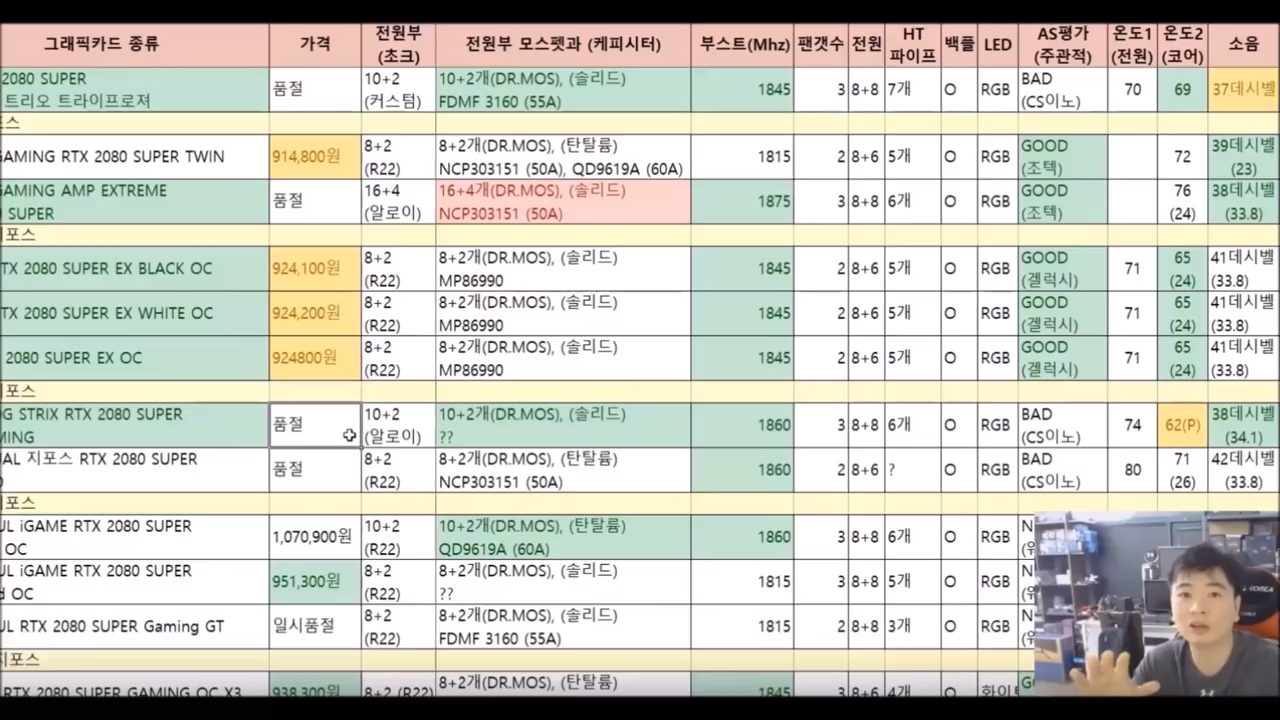 그래픽카드 종류 가격 전원부 (초크) 전원부 모스펫과 (케피시터) 부스트(Mhz) 팬갯수 전원 HT 파이프 백플 LED AS평가 (주관적) 온도1 (전원) 온도2 (코어) 소음
2080 SUPER 트리오 트라이프로져 품절 10+2 (커스텀) 10+2개(DR.MOS), (솔리드) FDMF 3160 (55A) 1845 3 8+8 7개 O RGB BAD (CS이노) 70 69 37데시벨
포스
GAMING RTX 2080 SUPER TWIN 914,800원 8+2 (R22) 8+2개(DR.MOS), (탄탈륨) NCP303151 (50A), QD9619A (60A) 1815 2 8+6 5개 O RGB GOOD (조텍) 72 39데시벨 (23)
GAMING AMP EXTREME SUPER 품절 16+4 (알로이) 16+4개(DR.MOS), (솔리드) NCP303151 (50A) 1875 3 8+8 6개 O RGB GOOD (조텍) 76 (24) 38데시벨 (33.8)
지포스
TX 2080 SUPER EX BLACK OC 924,100원 8+2 (R22) 8+2개(DR.MOS), (솔리드) MP86990 1845 2 8+6 5개 O RGB GOOD (겔럭시) 71 65 (24) 41데시벨 (33.8)
TX 2080 SUPER EX WHITE OC 924,200원 8+2 (R22) 8+2개(DR.MOS), (솔리드) MP86990 1845 2 8+6 5개 O RGB GOOD (겔럭시) 71 65 (24) 41데시벨 (33.8)
2080 SUPER EX OC 924800원 8+2 (R22) 8+2개(DR.MOS), (솔리드) MP86990 1845 2 8+6 5개 O RGB GOOD (겔럭시) 71 65 (24) 41데시벨 (33.8)
지포스
OG STRIX RTX 2080 SUPER MING 품절 10+2 (알로이) 10+2개(DR.MOS), (솔리드) ?? 1860 3 8+8 6개 O RGB BAD (CS이노) 74 62(P) 38데시벨 (34.1)
UAL 지포스 RTX 2080 SUPER 품절 8+2 (R22) 8+2개(DR.MOS), (탄탈륨) NCP303151 (50A) 1860 2 8+6 ? O RGB BAD (CS이노) 80 71 (26) 42데시벨 (33.8)
지포스
UL iGAME RTX 2080 SUPER OC 1,070,900원 10+2 (R22) 10+2개(DR.MOS), (탄탈륨) QD9619A (60A) 1860 3 8+8 6개 O RGB N
UL iGAME RTX 2080 SUPER d OC 951,300원 8+2 (R22) 8+2개(DR.MOS), (솔리드) ?? 1815 3 8+8 5개 O RGB N
UL RTX 2080 SUPER Gaming GT 일시품절 8+2 (R22) 8+2개(DR.MOS), (솔리드) FDMF 3160 (55A) 1815 2 8+8 3개 O RGB N
지포스
RTX 2080 SUPER GAMING OC X3 938,300원 8+2 (R22) 8+2개(DR.MOS), (탄탈륨) 1845 3 8+6 4개 O 화이트